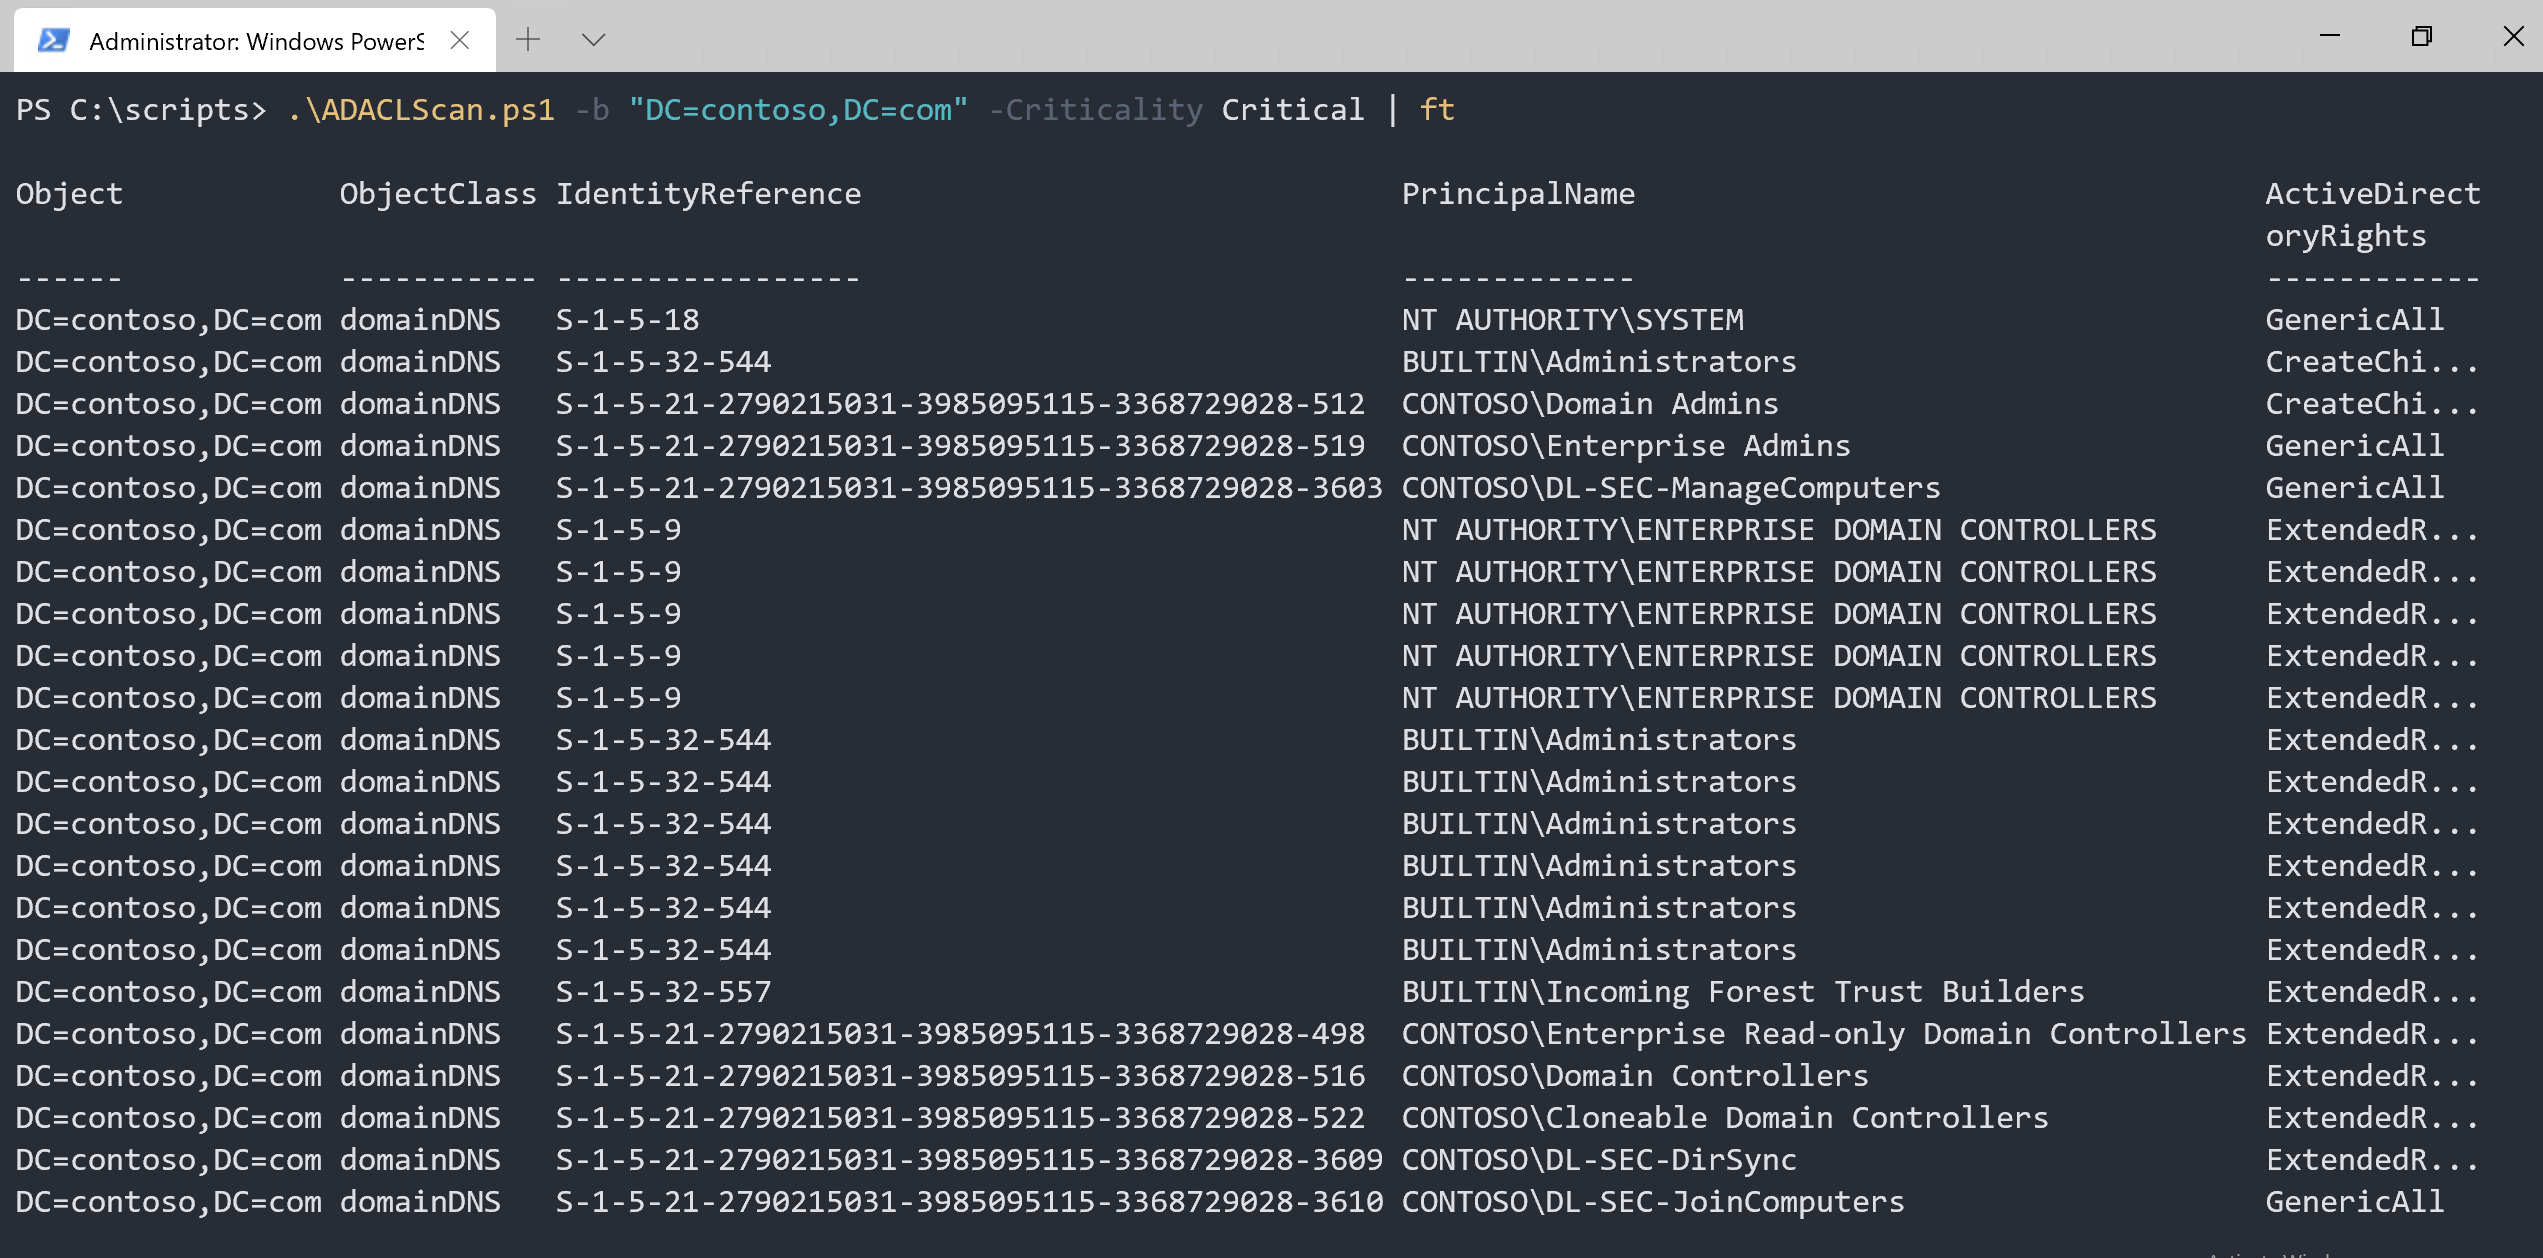 Administrator: Windows PowerS
PS C:\scripts> .\ADACLScan.ps1 -b "DC=contoso,DC=com" -Criticality Critical | ft
Object ObjectClass IdentityReference PrincipalName ActiveDirect
oryRights
------ ----------- ----------------- ------------- ------------
DC=contoso,DC=com domainDNS S-1-5-18 NT AUTHORITY\SYSTEM GenericAll
DC=contoso,DC=com domainDNS S-1-5-32-544 BUILTIN\Administrators CreateChi...
DC=contoso,DC=com domainDNS S-1-5-21-2790215031-3985095115-3368729028-512 CONTOSO\Domain Admins CreateChi...
DC=contoso,DC=com domainDNS S-1-5-21-2790215031-3985095115-3368729028-519 CONTOSO\Enterprise Admins GenericAll
DC=contoso,DC=com domainDNS S-1-5-21-2790215031-3985095115-3368729028-3603 CONTOSO\DL-SEC-ManageComputers GenericAll
DC=contoso,DC=com domainDNS S-1-5-9 NT AUTHORITY\ENTERPRISE DOMAIN CONTROLLERS ExtendedR...
DC=contoso,DC=com domainDNS S-1-5-9 NT AUTHORITY\ENTERPRISE DOMAIN CONTROLLERS ExtendedR...
DC=contoso,DC=com domainDNS S-1-5-9 NT AUTHORITY\ENTERPRISE DOMAIN CONTROLLERS ExtendedR...
DC=contoso,DC=com domainDNS S-1-5-9 NT AUTHORITY\ENTERPRISE DOMAIN CONTROLLERS ExtendedR...
DC=contoso,DC=com domainDNS S-1-5-9 NT AUTHORITY\ENTERPRISE DOMAIN CONTROLLERS ExtendedR...
DC=contoso,DC=com domainDNS S-1-5-32-544 BUILTIN\Administrators ExtendedR...
DC=contoso,DC=com domainDNS S-1-5-32-544 BUILTIN\Administrators ExtendedR...
DC=contoso,DC=com domainDNS S-1-5-32-544 BUILTIN\Administrators ExtendedR...
DC=contoso,DC=com domainDNS S-1-5-32-544 BUILTIN\Administrators ExtendedR...
DC=contoso,DC=com domainDNS S-1-5-32-544 BUILTIN\Administrators ExtendedR...
DC=contoso,DC=com domainDNS S-1-5-32-544 BUILTIN\Administrators ExtendedR...
DC=contoso,DC=com domainDNS S-1-5-32-557 BUILTIN\Incoming Forest Trust Builders ExtendedR...
DC=contoso,DC=com domainDNS S-1-5-21-2790215031-3985095115-3368729028-498 CONTOSO\Enterprise Read-only Domain Controllers ExtendedR...
DC=contoso,DC=com domainDNS S-1-5-21-2790215031-3985095115-3368729028-516 CONTOSO\Domain Controllers ExtendedR...
DC=contoso,DC=com domainDNS S-1-5-21-2790215031-3985095115-3368729028-522 CONTOSO\Cloneable Domain Controllers ExtendedR...
DC=contoso,DC=com domainDNS S-1-5-21-2790215031-3985095115-3368729028-3609 CONTOSO\DL-SEC-DirSync ExtendedR...
DC=contoso,DC=com domainDNS S-1-5-21-2790215031-3985095115-3368729028-3610 CONTOSO\DL-SEC-JoinComputers GenericAll